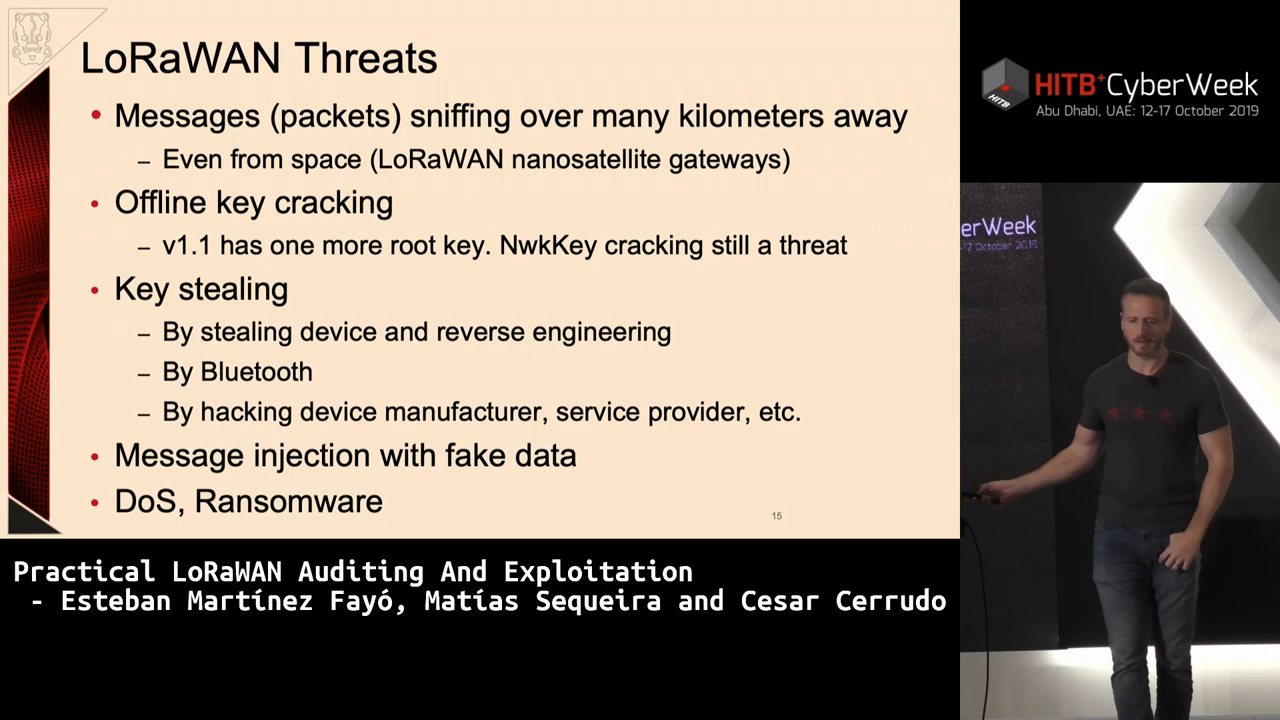 LoRaWAN Threats
• Messages (packets) sniffing over many kilometers away
– Even from space (LoRaWAN nanosatellite gateways)
• Offline key cracking
– v1.1 has one more root key. NwkKey cracking still a threat
• Key stealing
– By stealing device and reverse engineering
– By Bluetooth
– By hacking device manufacturer, service provider, etc.
• Message injection with fake data
• DoS, Ransomware
15
HITB
HITB+CyberWeek
Abu Dhabi, UAE: 12-17 October 2019
erWeek
-17 October 2019
Practical LoRaWAN Auditing And Exploitation
- Esteban Martínez Fayó, Matías Sequeira and Cesar Cerrudo